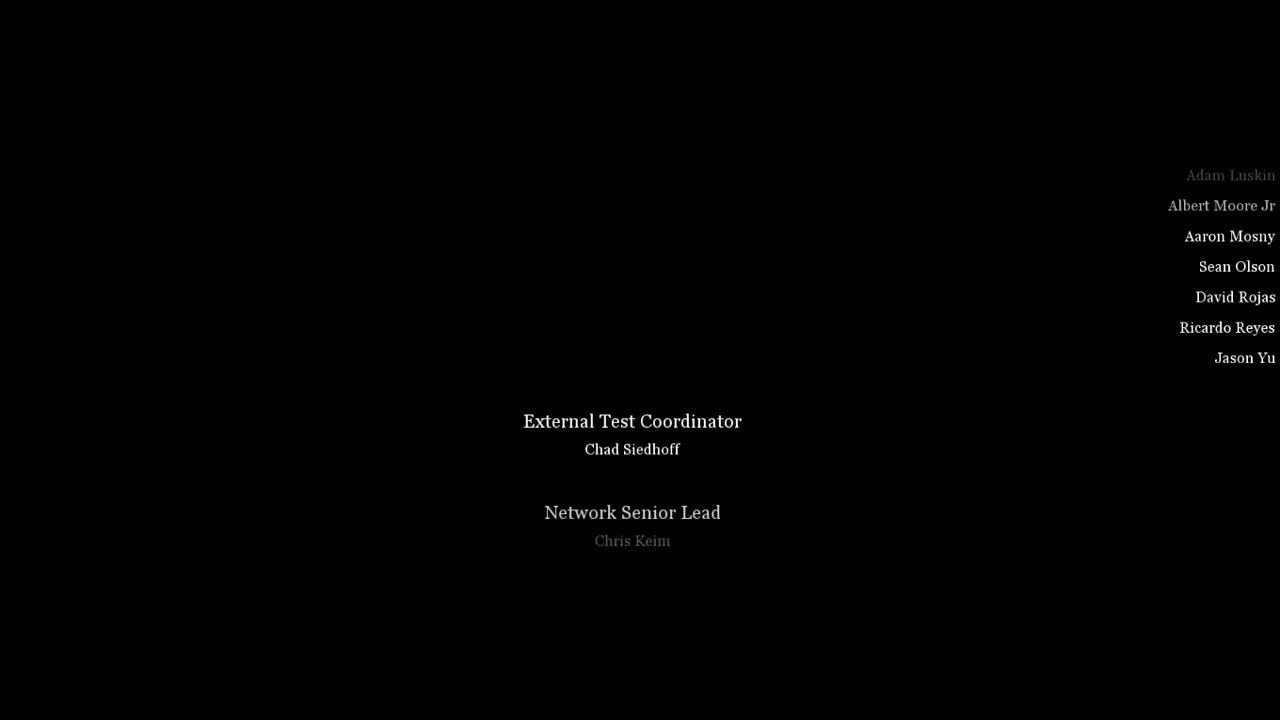 Adam Luskin
Albert Moore Jr
Aaron Mosny
Sean Olson
David Rojas
Ricardo Reyes
Jason Yu
External Test Coordinator
Chad Siedhoff
Network Senior Lead
Chris Keim